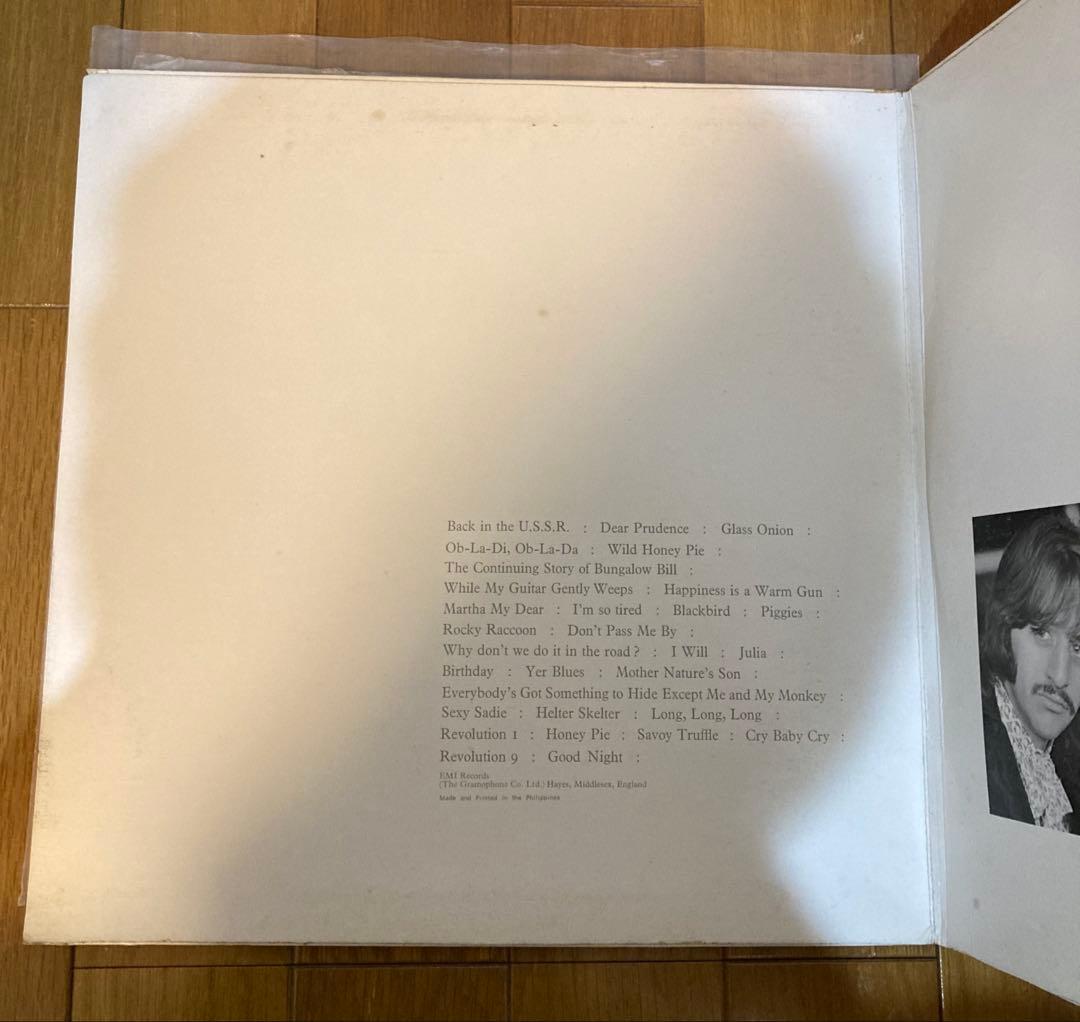 Back in the U.S.S.R. : Dear Prudence : Glass Onion :
Ob-La-Di, Ob-La-Da : Wild Honey Pie :
The Continuing Story of Bungalow Bill :
While My Guitar Gently Weeps : Happiness is a Warm Gun :
Martha My Dear : I'm so tired : Blackbird : Piggies :
Rocky Raccoon : Don't Pass Me By :
Why don't we do it in the road? : I Will : Julia :
Birthday : Yer Blues : Mother Nature's Son :
Everybody's Got Something to Hide Except Me and My Monkey :
Sexy Sadie : Helter Skelter : Long, Long, Long :
Revolution 1 : Honey Pie : Savoy Truffle : Cry Baby Cry :
Revolution 9 : Good Night :
EMI Records
(The Gramophone Co. Ltd.) Hayes, Middlesex, England
Made and Printed in the Philippines